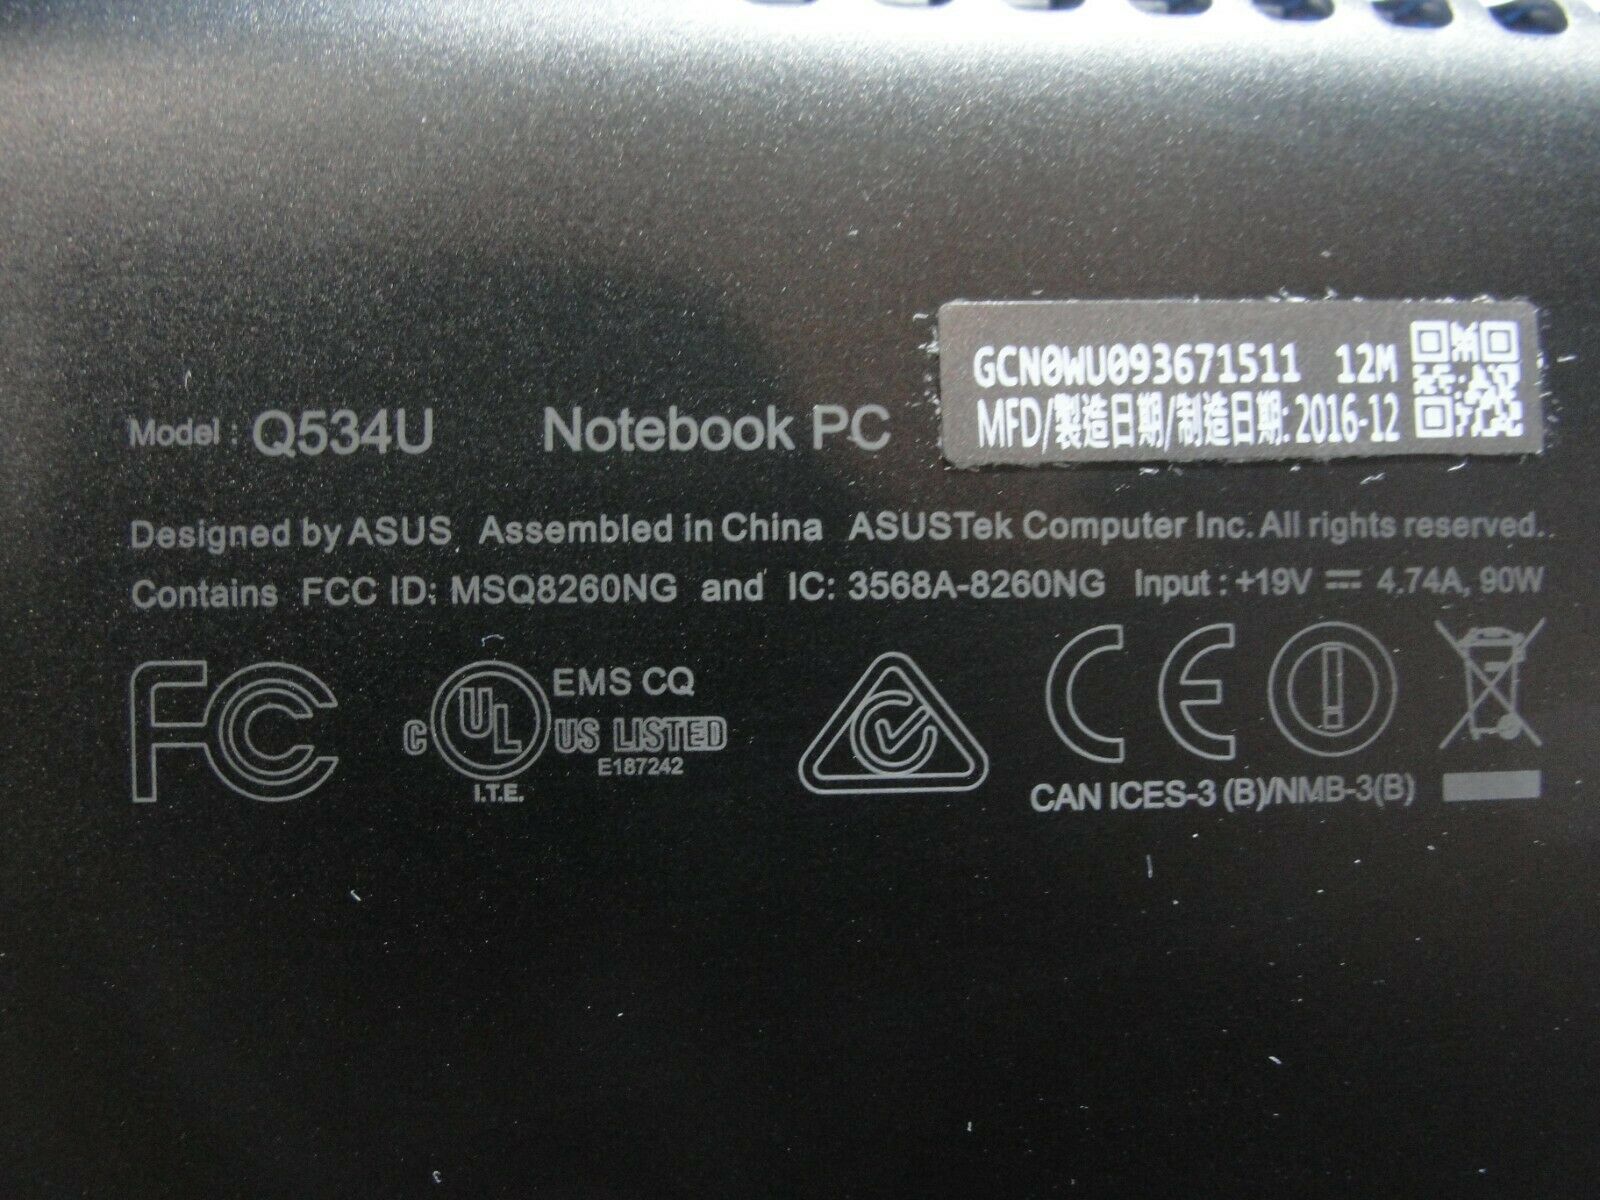 GCN0WU093671511 12M
MFD/製造日期/制造日期: 2016-12
Model : Q534U Notebook PC
Designed by ASUS Assembled in China ASUSTek Computer Inc. All rights reserved.
Contains FCC ID: MSQ8260NG and IC: 3568A-8260NG Input : +19V ⎓ 4.74A, 90W
FC
C UL US LISTED
EMS CQ
E187242
I.T.E.
CE
CAN ICES-3 (B)/NMB-3(B)